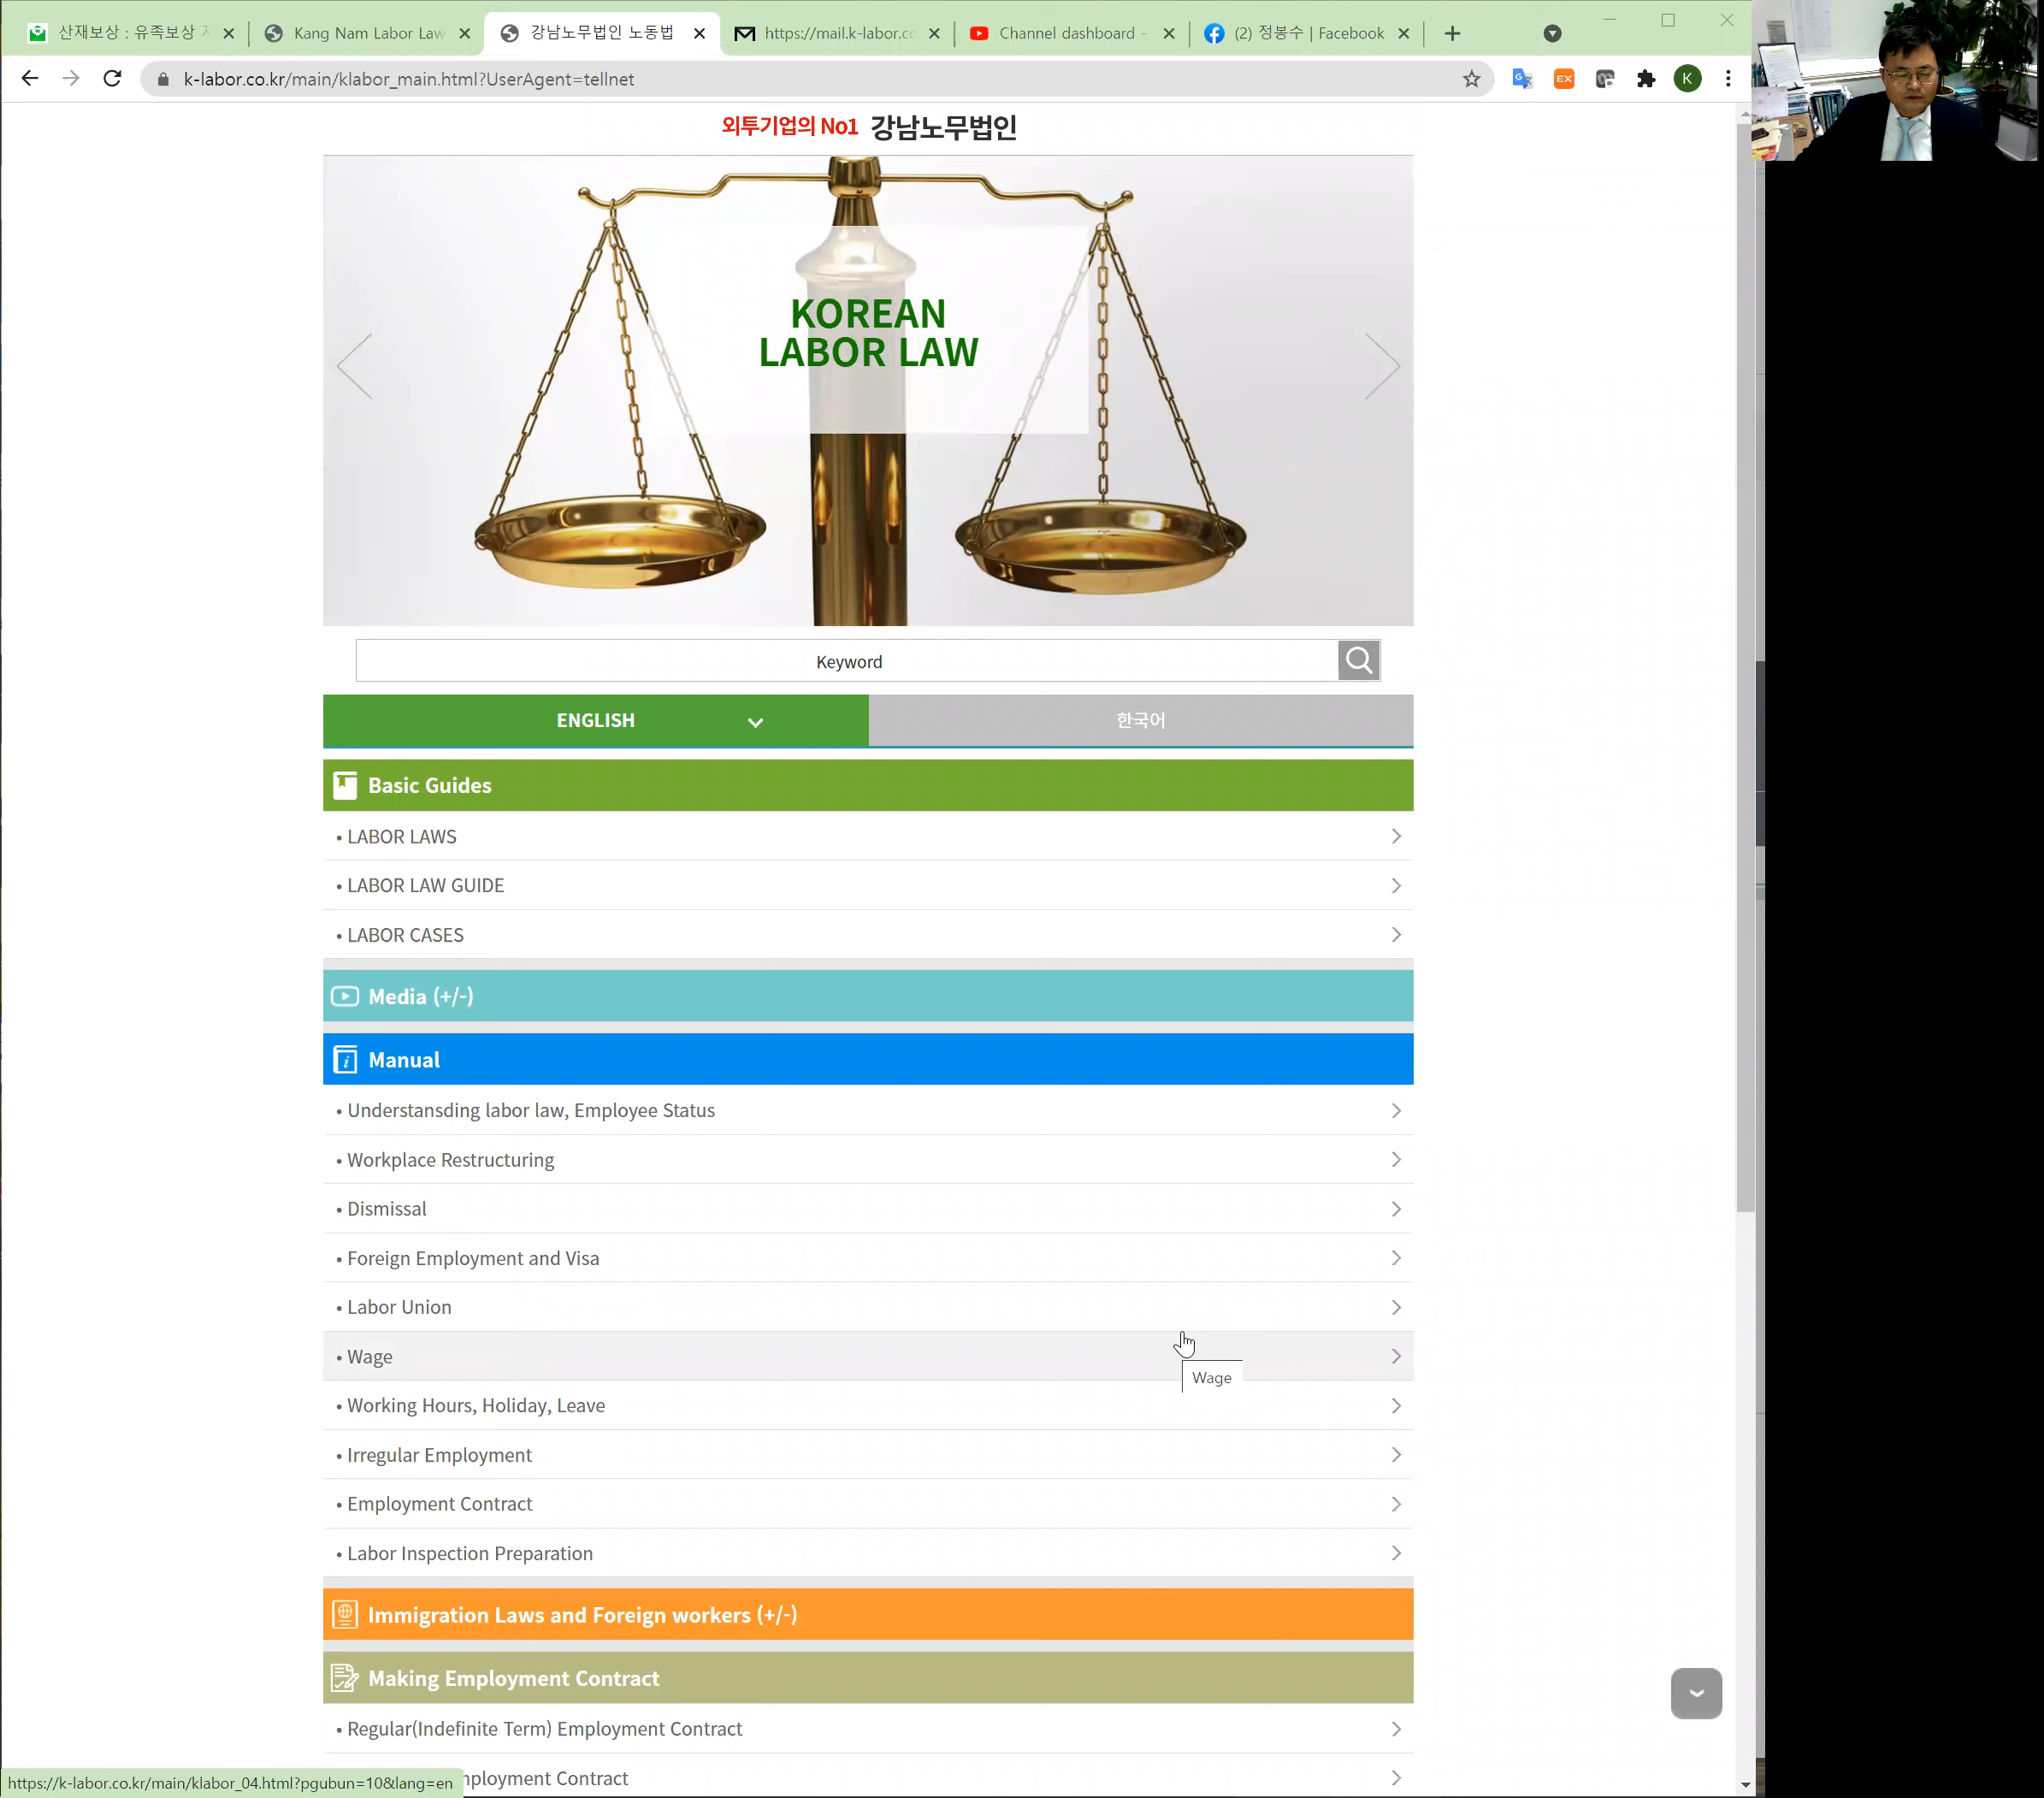 산재보상 : 유족보상
Kang Nam Labor Law
강남노무법인 노동법
https://mail.k-labor.co
Channel dashboard -
(2) 정봉수 | Facebook
k-labor.co.kr/main/klabor_main.html?UserAgent=tellnet
EX
K
외투기업의 No1 강남노무법인
KOREAN
LABOR LAW
Keyword
ENGLISH
한국어
Basic Guides
• LABOR LAWS
• LABOR LAW GUIDE
• LABOR CASES
Media (+/-)
Manual
• Understansding labor law, Employee Status
• Workplace Restructuring
• Dismissal
• Foreign Employment and Visa
• Labor Union
• Wage
Wage
• Working Hours, Holiday, Leave
• Irregular Employment
• Employment Contract
• Labor Inspection Preparation
Immigration Laws and Foreign workers (+/-)
Making Employment Contract
• Regular(Indefinite Term) Employment Contract
https://k-labor.co.kr/main/klabor_04.html?pgubun=10&lang=en
Contract